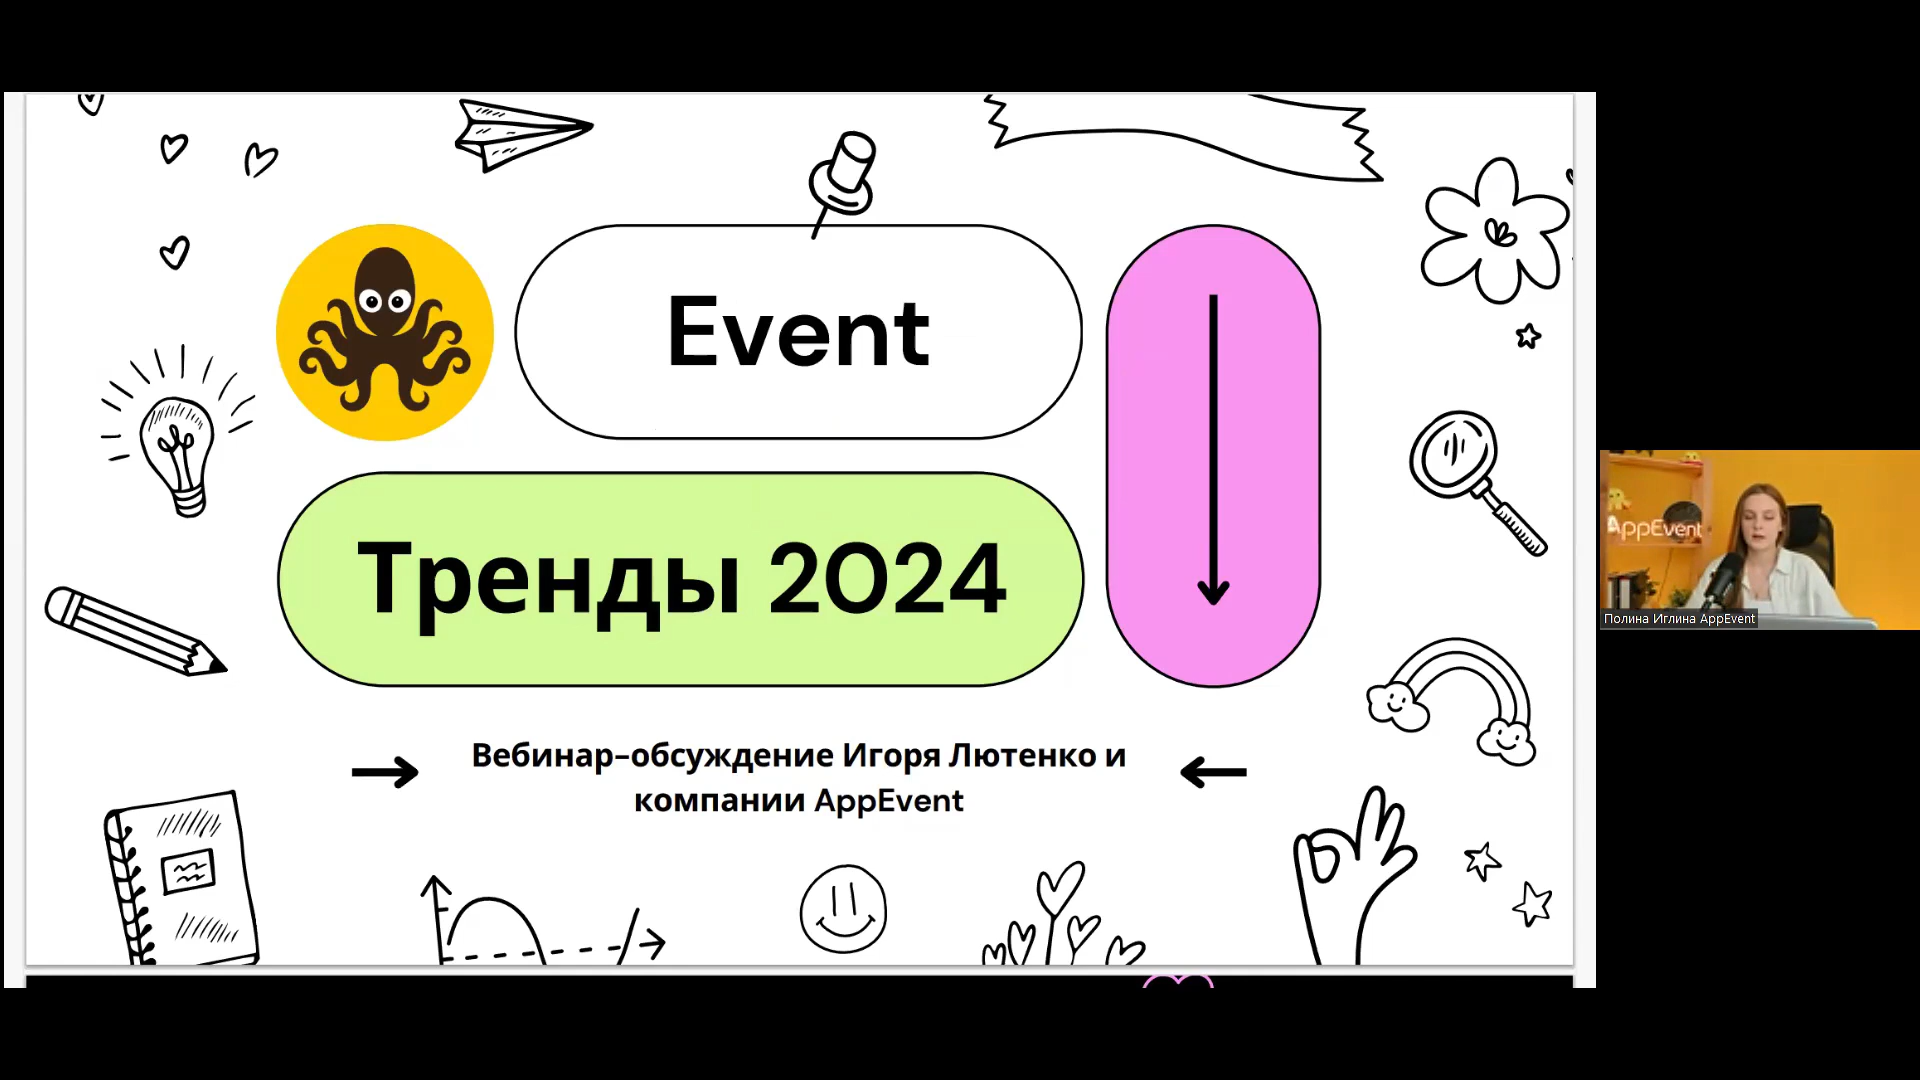 Event
Тренды 2024
Вебинар-обсуждение Игоря Лютенко и
компании AppEvent
AppEvent
Полина Иглина AppEvent